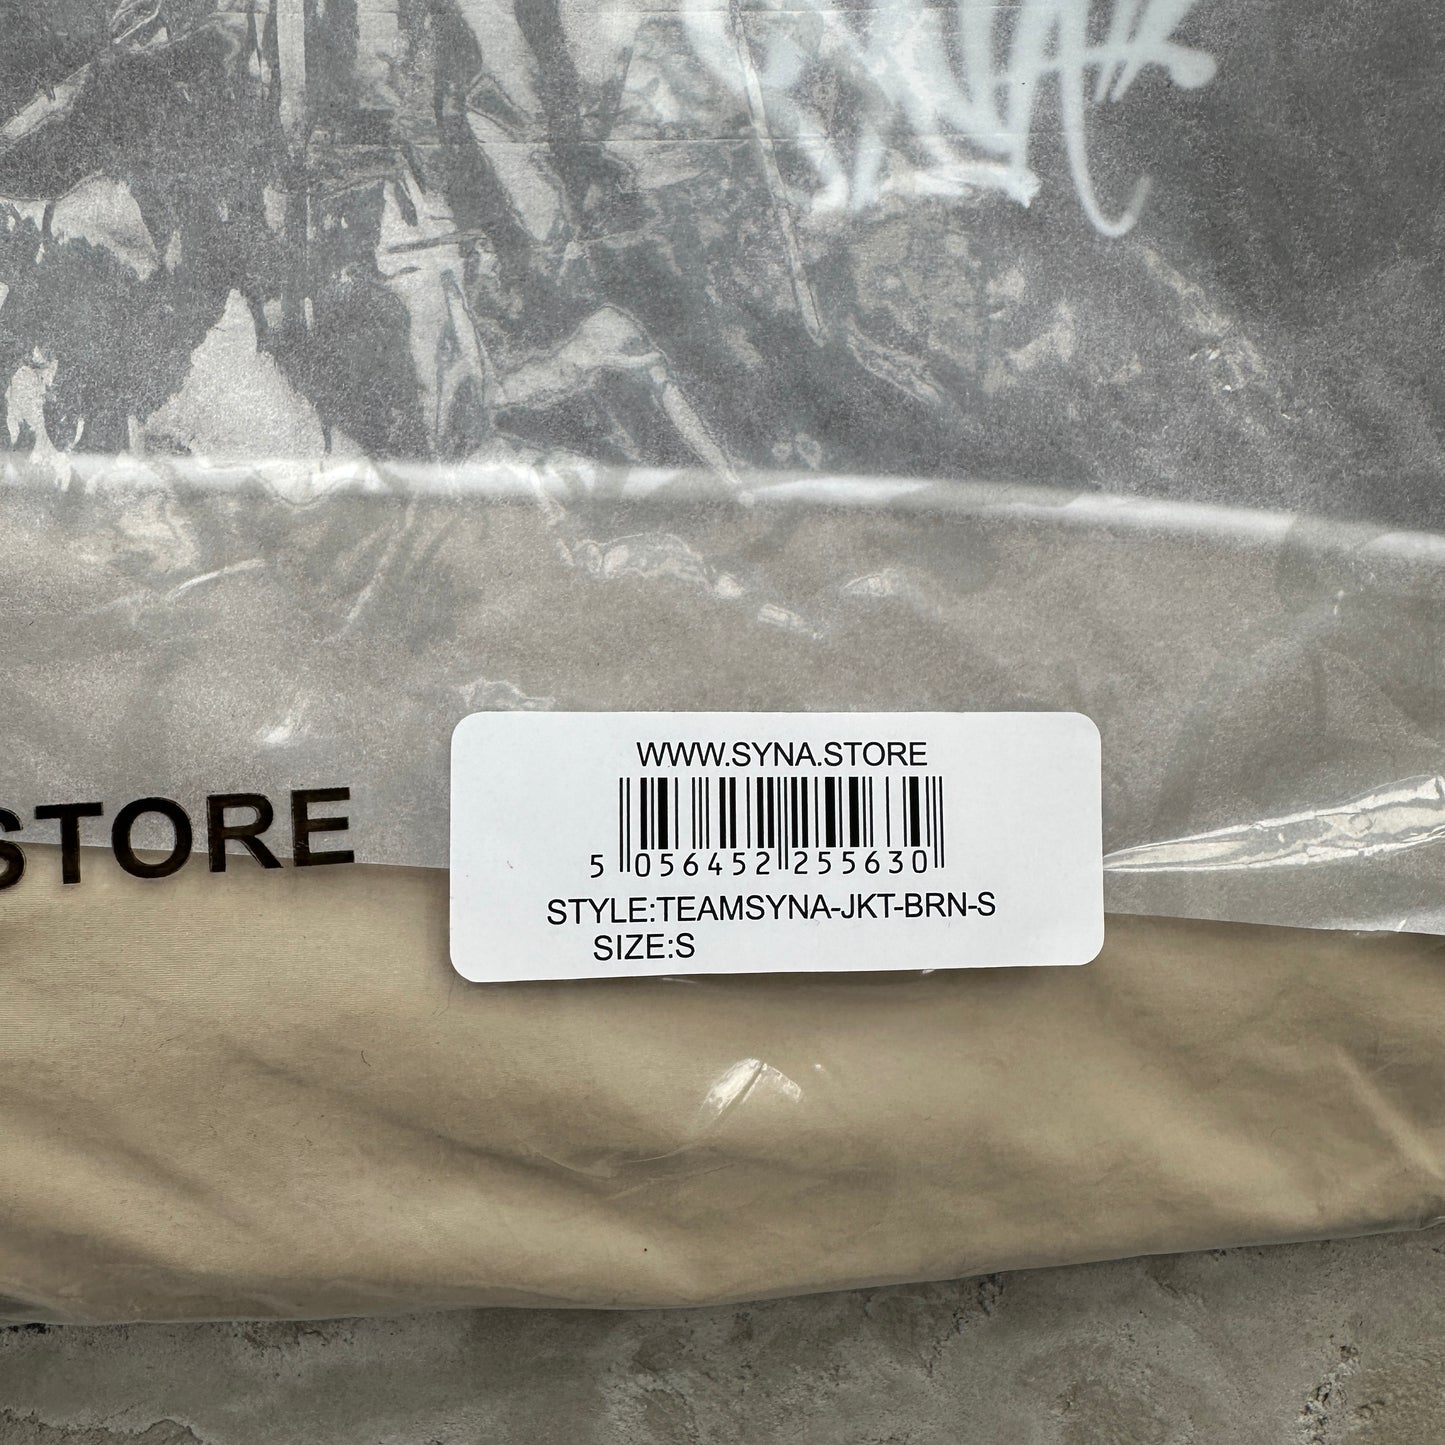 WWW.SYNA.STORE
5 056452 255630
STYLE:TEAMSYNA-JKT-BRN-S
SIZE:S
STORE